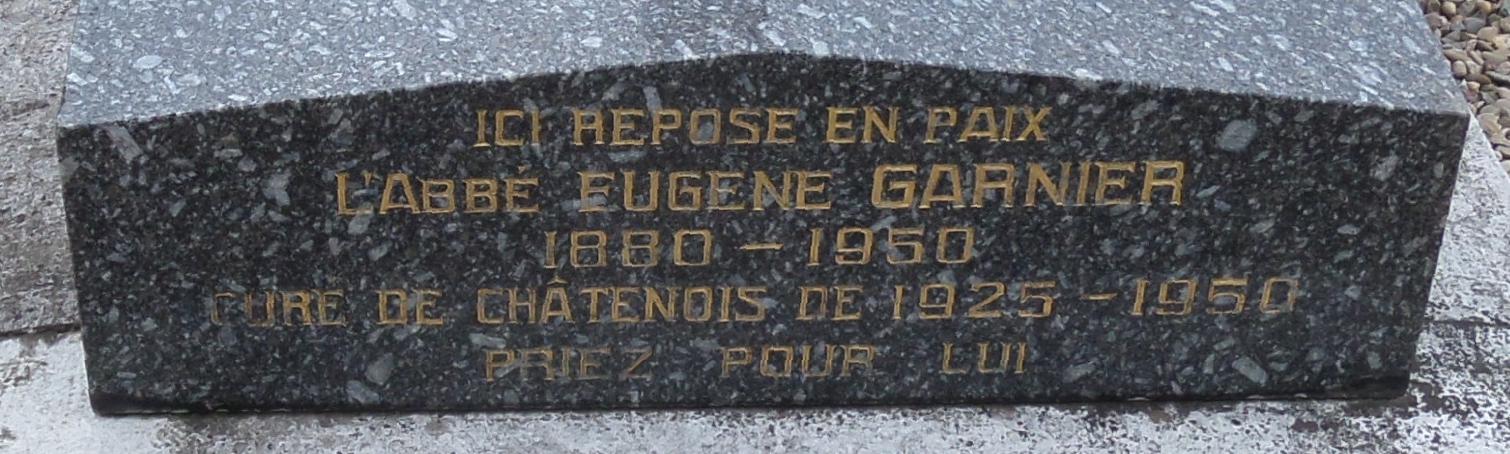 ICI REPOSE EN PAIX
L'ABBÉ EUGENE GARNIER
1880 - 1950
CURE DE CHÂTENOIS DE 1925 - 1950
PRIEZ POUR LUI